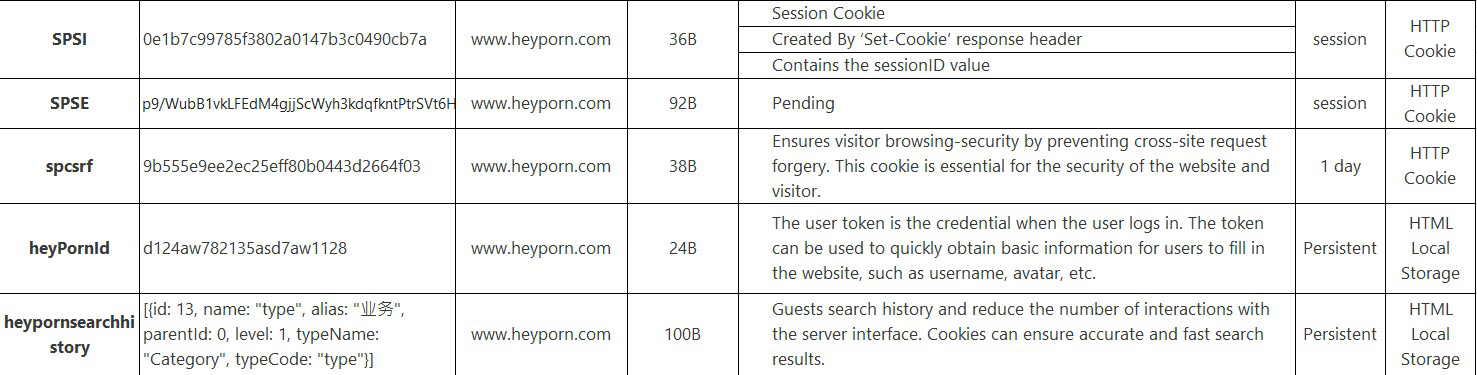 SPSI
0e1b7c99785f3802a0147b3c0490cb7a
www.heyporn.com
36B
Session Cookie
Created By ‘Set-Cookie’ response header
Contains the sessionID value
session
HTTP
Cookie
SPSE
p9/WubB1vkLFEdM4gjjScWyh3kdqfkntPtrSVt6H
www.heyporn.com
92B
Pending
session
HTTP
Cookie
spcsrf
9b555e9ee2ec25eff80b0443d2664f03
www.heyporn.com
38B
Ensures visitor browsing-security by preventing cross-site request
forgery. This cookie is essential for the security of the website and
visitor.
1 day
HTTP
Cookie
heyPornId
d124aw782135asd7aw1128
www.heyporn.com
24B
The user token is the credential when the user logs in. The token
can be used to quickly obtain basic information for users to fill in
the website, such as username, avatar, etc.
Persistent
HTML
Local
Storage
heypornsearchhi
story
[{id: 13, name: "type", alias: "业务",
parentId: 0, level: 1, typeName:
"Category", typeCode: "type"}]
www.heyporn.com
100B
Guests search history and reduce the number of interactions with
the server interface. Cookies can ensure accurate and fast search
results.
Persistent
HTML
Local
Storage